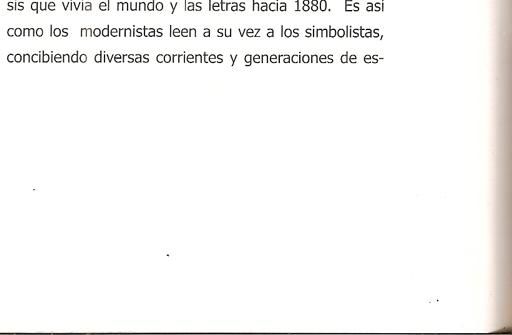 sis que vivía el mundo y las letras hacia 1880.  Es así
como los  modernistas leen a su vez a los simbolistas,
concibiendo diversas corrientes y generaciones de es-